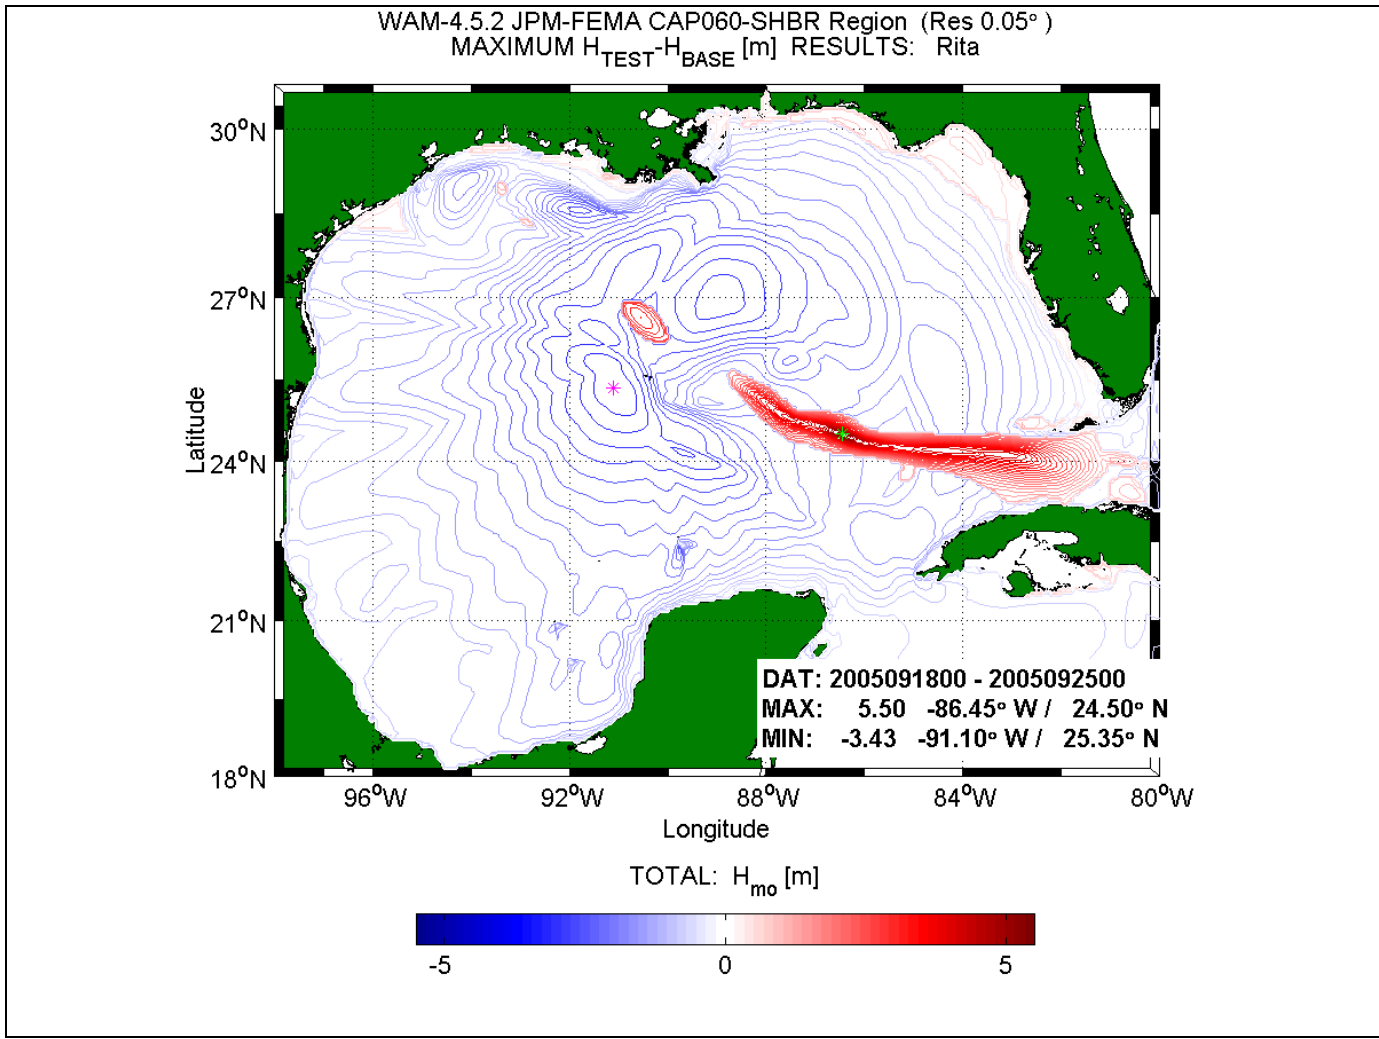 WAM-4.5.2 JPM-FEMA CAP060-SHBR Region (Res 0.05° )
MAXIMUM H_TEST-H_BASE [m] RESULTS: Rita
30°N
27°N
24°N
21°N
18°N
Latitude
DAT: 2005091800 - 2005092500
MAX: 5.50 -86.45° W / 24.50° N
MIN: -3.43 -91.10° W / 25.35° N
96°W 92°W 88°W 84°W 80°W
Longitude
TOTAL: H_mo [m]
-5 0 5